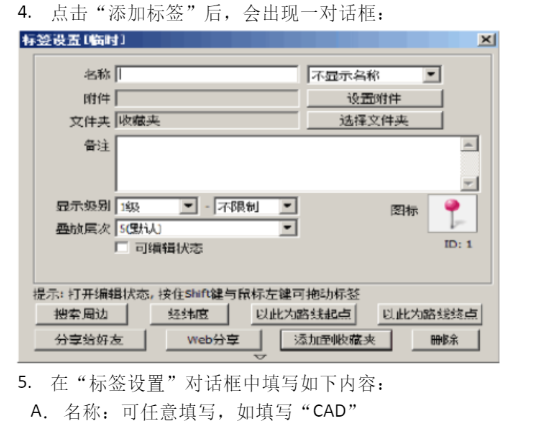 4. 点击“添加标签”后，会出现一对话框：
标签设置[临时]
名称 不显示名称
附件 设置附件
文件夹 收藏夹 选择文件夹
备注
显示级别 1级 - 不限制 图标
叠放层次 5(默认)
可编辑状态 ID: 1
提示: 打开编辑状态, 按住Shift键与鼠标左键可拖动标签
搜索周边 经纬度 以此为路线起点 以此为路线终点
分享给好友 Web分享 添加到收藏夹 删除
5. 在“标签设置”对话框中填写如下内容：
A. 名称：可任意填写，如填写“CAD”